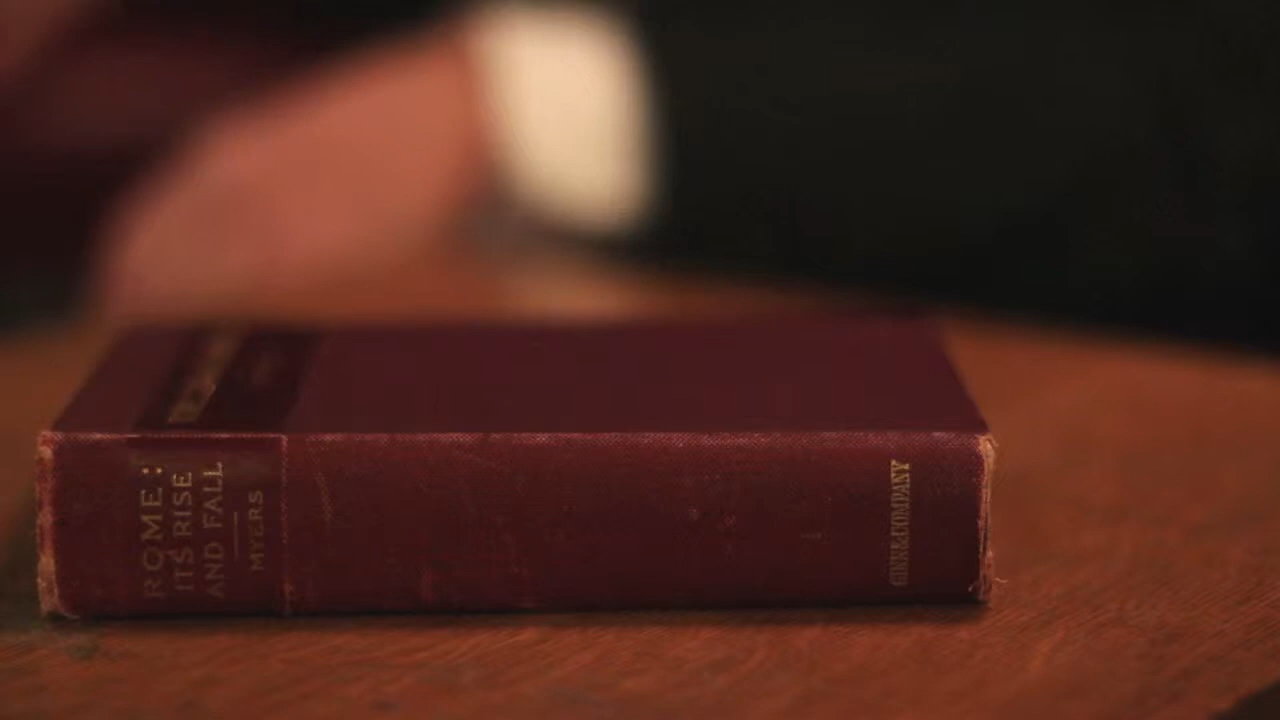 ROME:
ITS RISE
AND FALL
MYERS
GINN & COMPANY